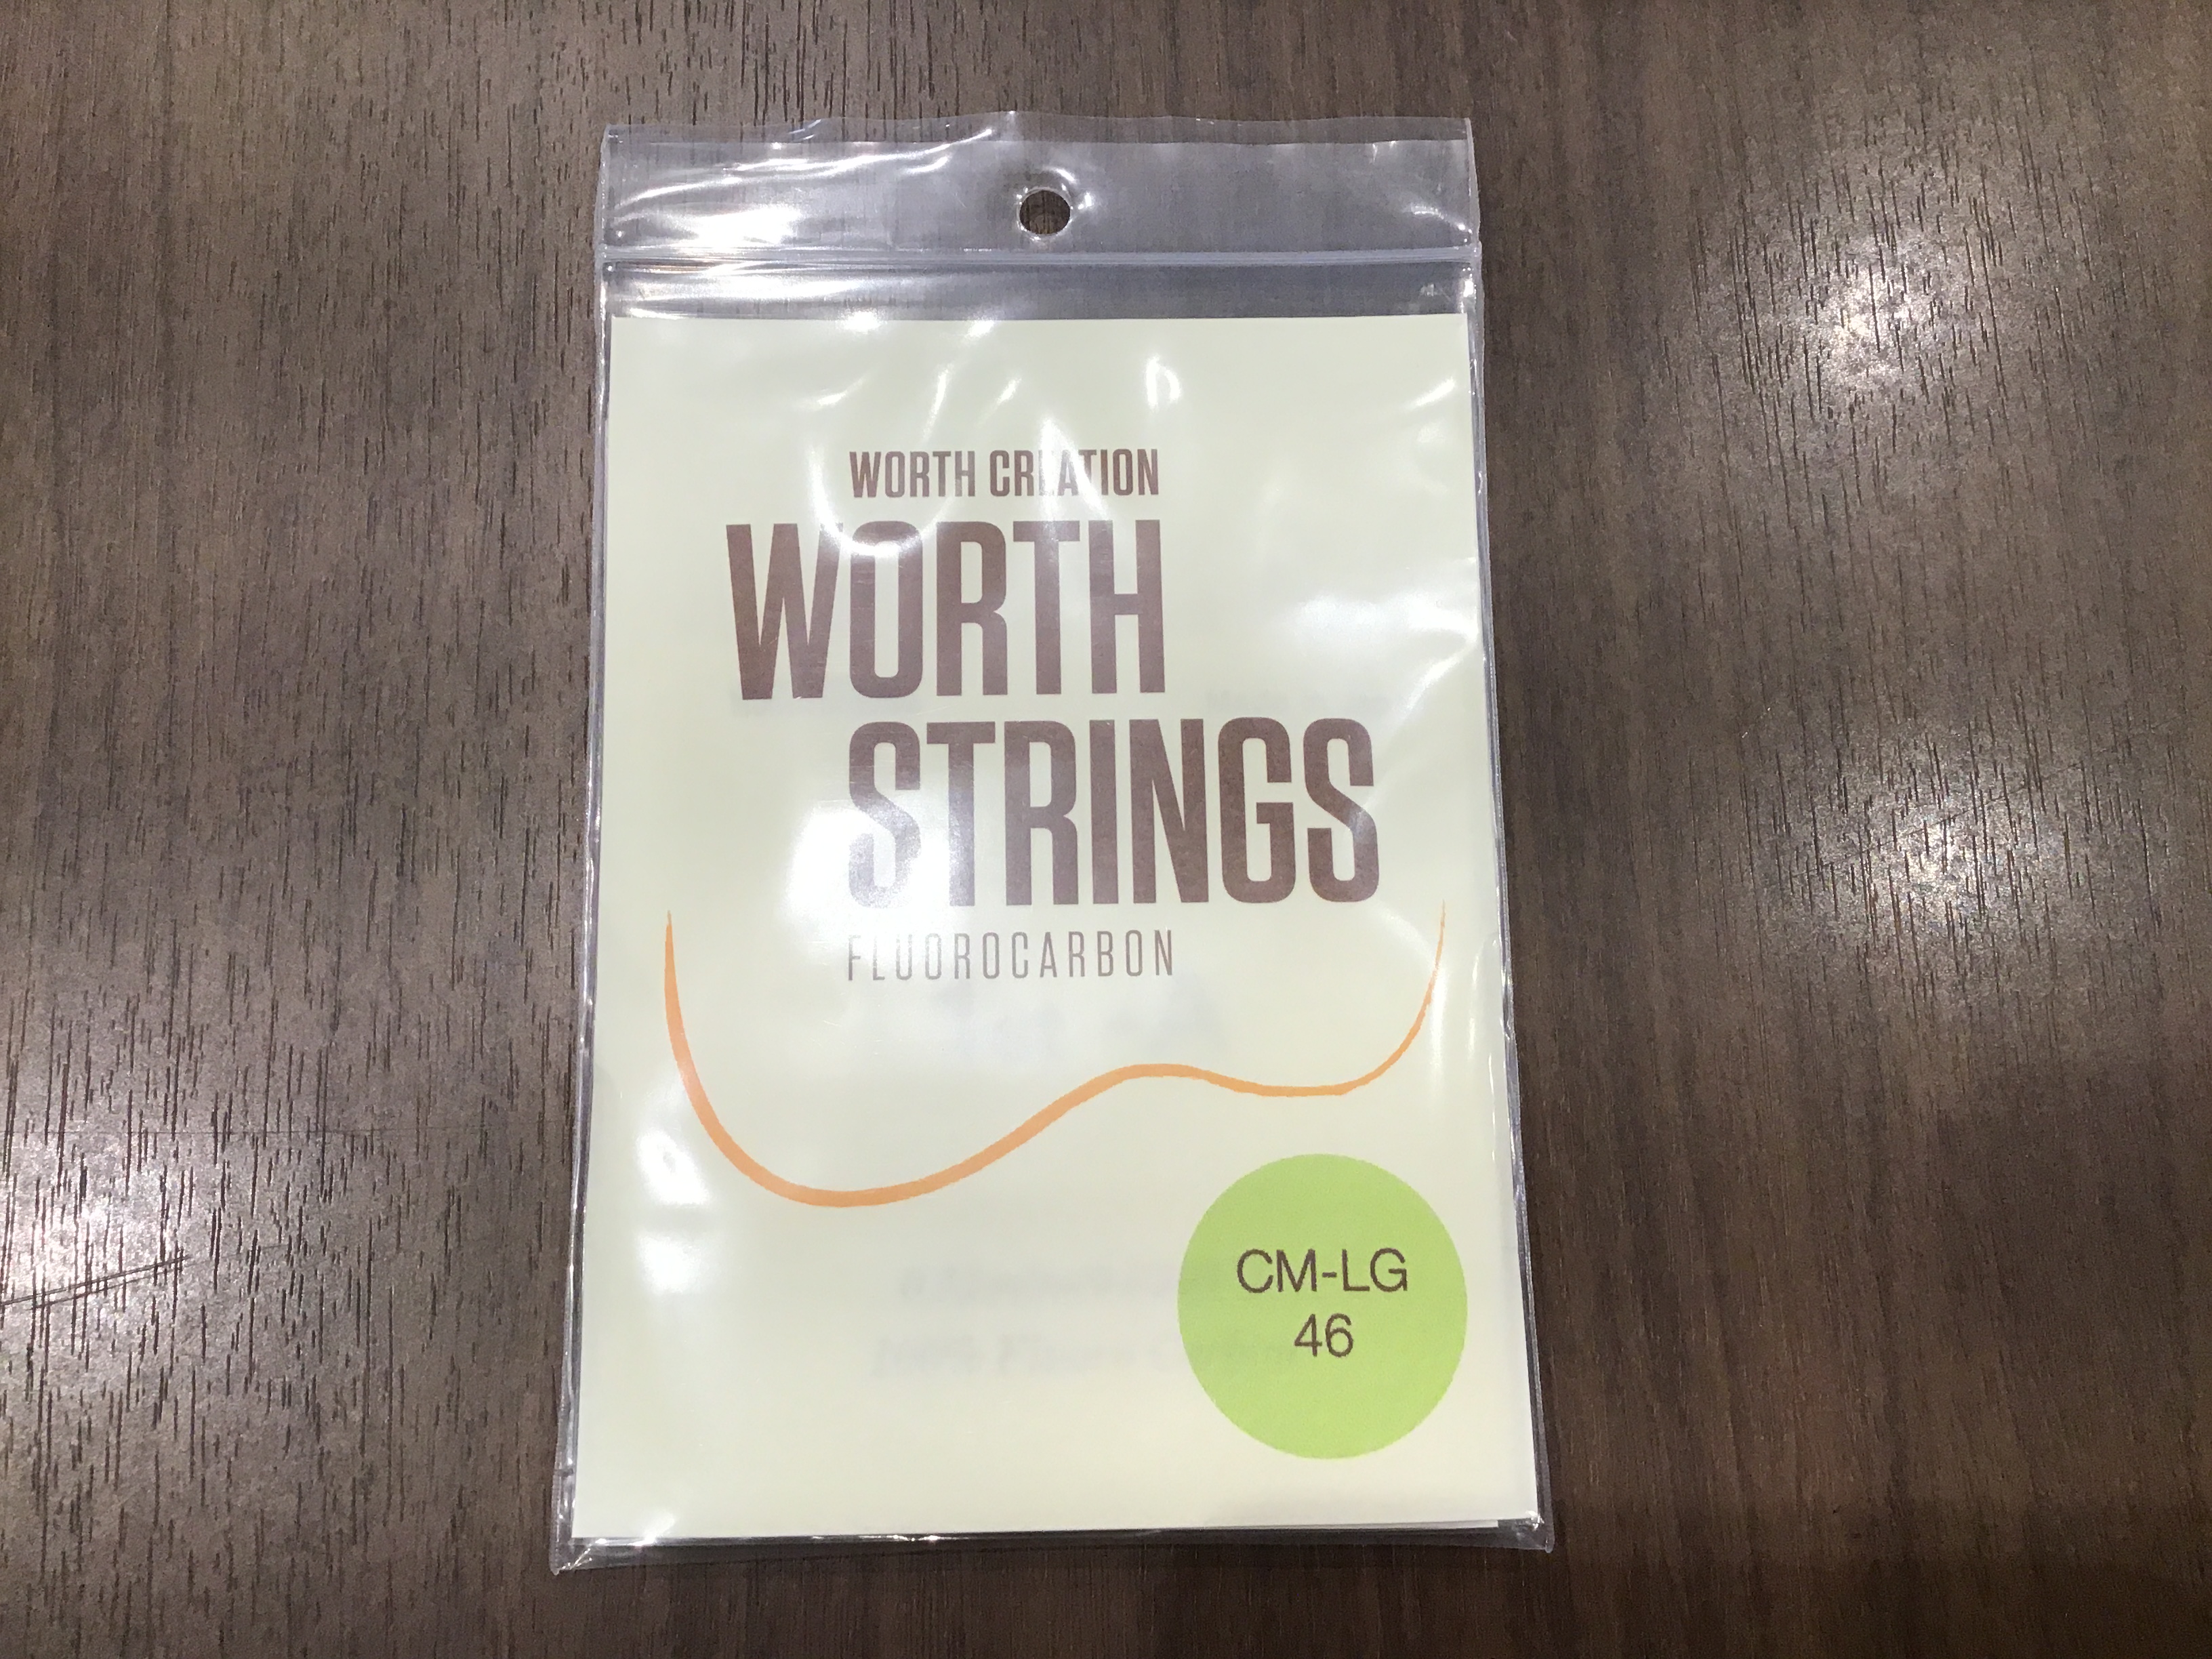 WORTH CREATION
WORTH
STRINGS
FLUOROCARBON
CM-LG
46